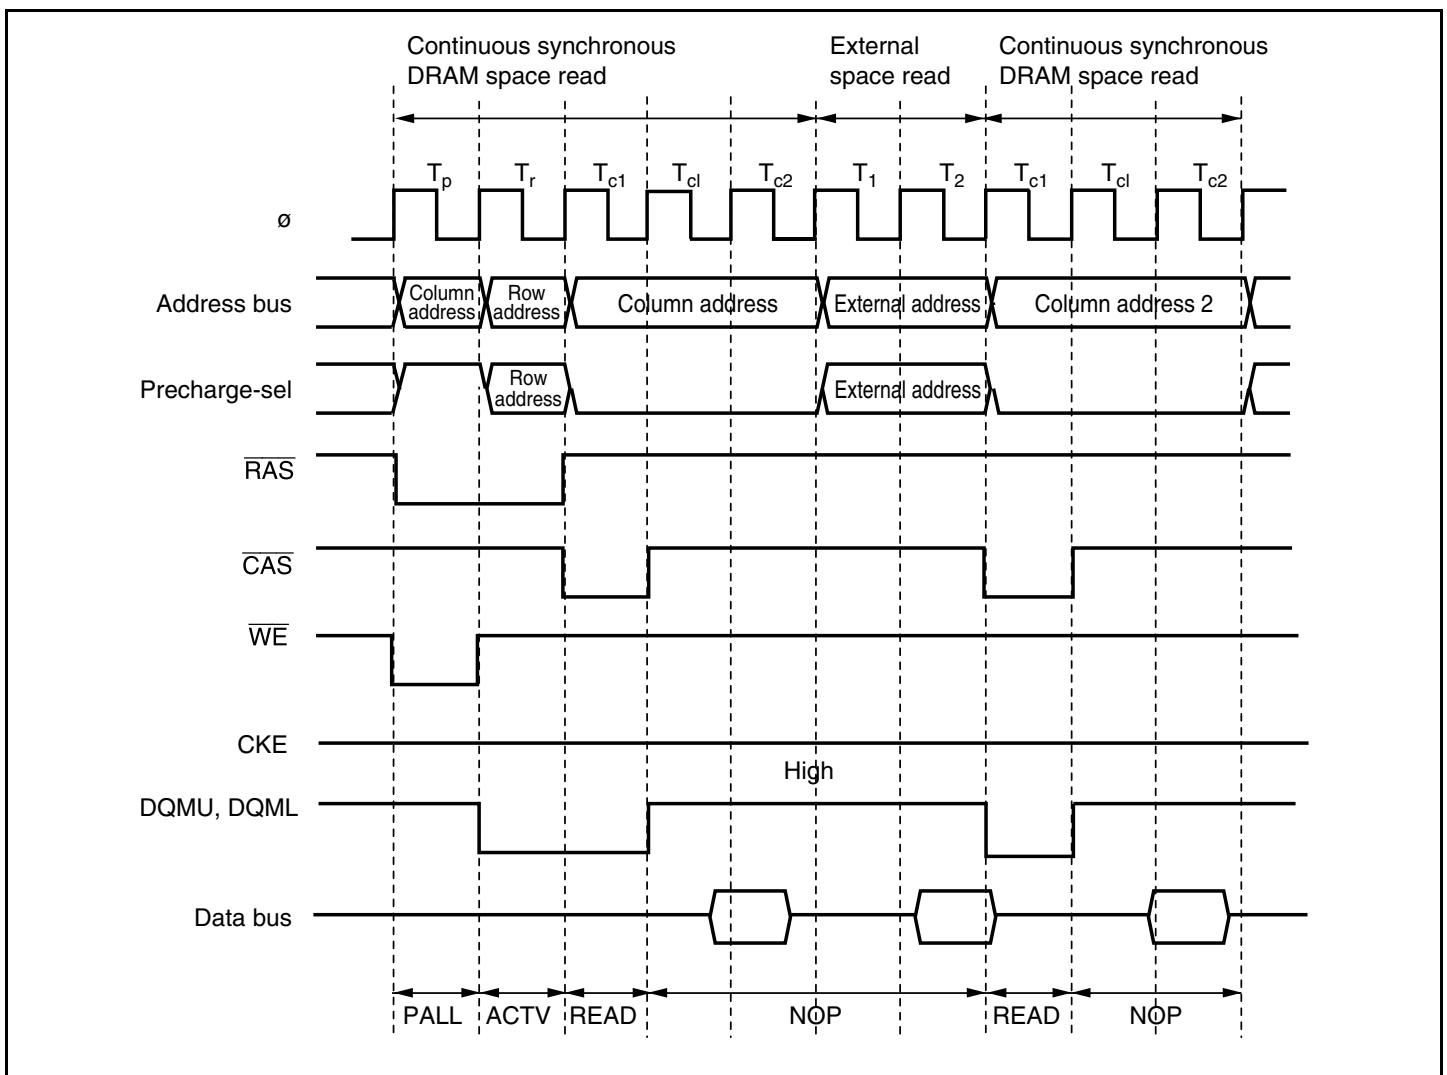 Continuous synchronous External Continuous synchronous
DRAM space read space read DRAM space read
Tp Tr Tc1 Tcl Tc2 T1 T2 Tc1 Tcl Tc2
ø
Column Row
Address bus address address Column address External address Column address 2
Row
Precharge-sel address External address
RAS
CAS
WE
CKE
High
DQMU, DQML
Data bus
PALL ACTV READ NOP READ NOP